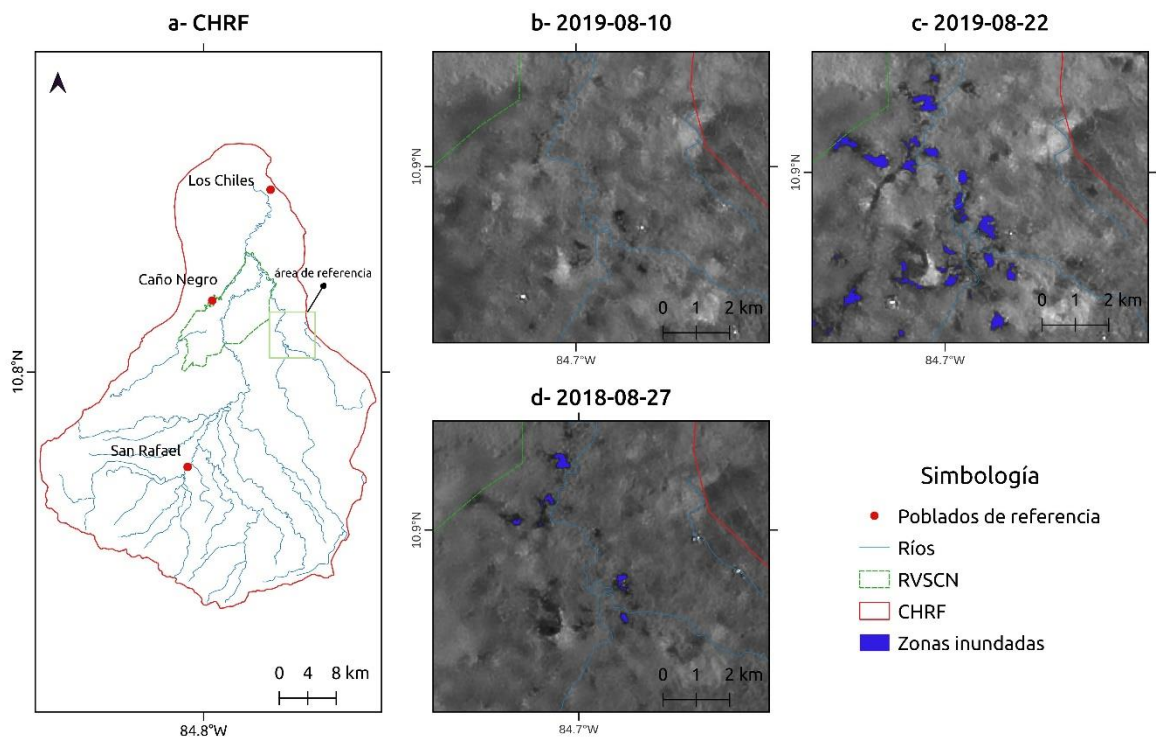 a- CHRF
Los Chiles
Caño Negro
área de referencia
San Rafael
10.8°N
84.8°W
0 4 8 km
b- 2019-08-10
10.9°N
84.7°W
0 1 2 km
c- 2019-08-22
10.9°N
84.7°W
0 1 2 km
d- 2018-08-27
10.9°N
84.7°W
0 1 2 km
Simbología
Poblados de referencia
Ríos
RVSCN
CHRF
Zonas inundadas